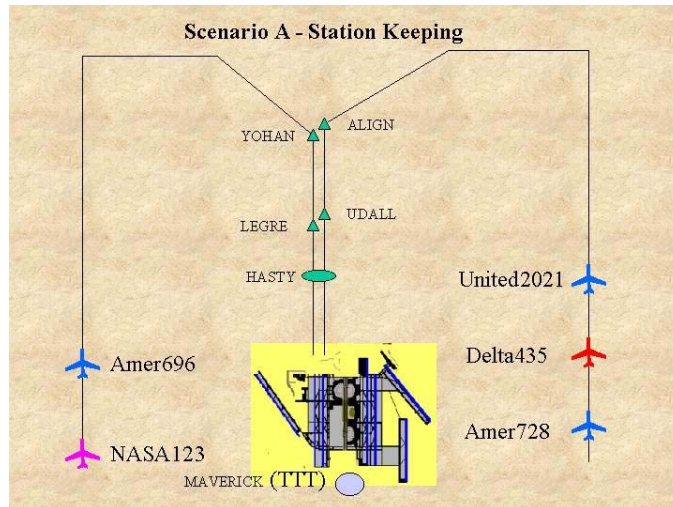 Scenario A - Station Keeping
ALIGN
YOHAN
UDALL
LEGRE
HASTY
United2021
Amer696
Delta435
Amer728
NASA123
MAVERICK (TTT)